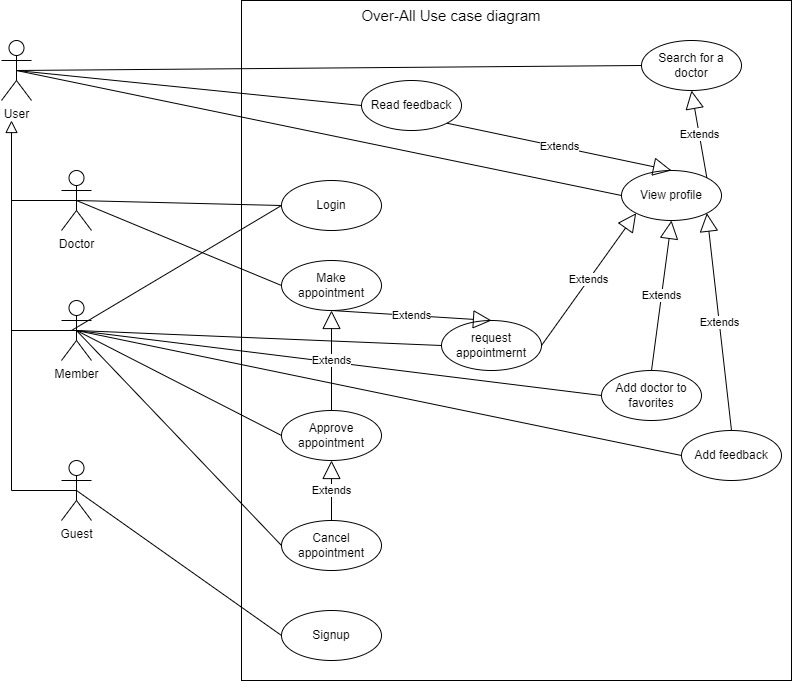 Over-All Use case diagram
Search for a
doctor
User
Read feedback
Extends
Extends
View profile
Doctor
Login
Make
appointment
Extends
Extends
Extends
Extends
Member
request
appointmernt
Extends
Add doctor to
favorites
Approve
appointment
Add feedback
Extends
Guest
Cancel
appointment
Signup